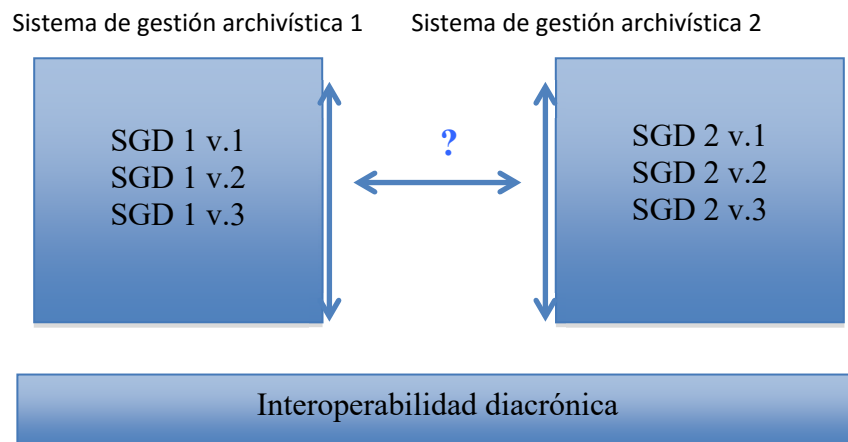 Sistema de gestión archivística 1
Sistema de gestión archivística 2
SGD 1 v.1
SGD 1 v.2
SGD 1 v.3
?
SGD 2 v.1
SGD 2 v.2
SGD 2 v.3
Interoperabilidad diacrónica